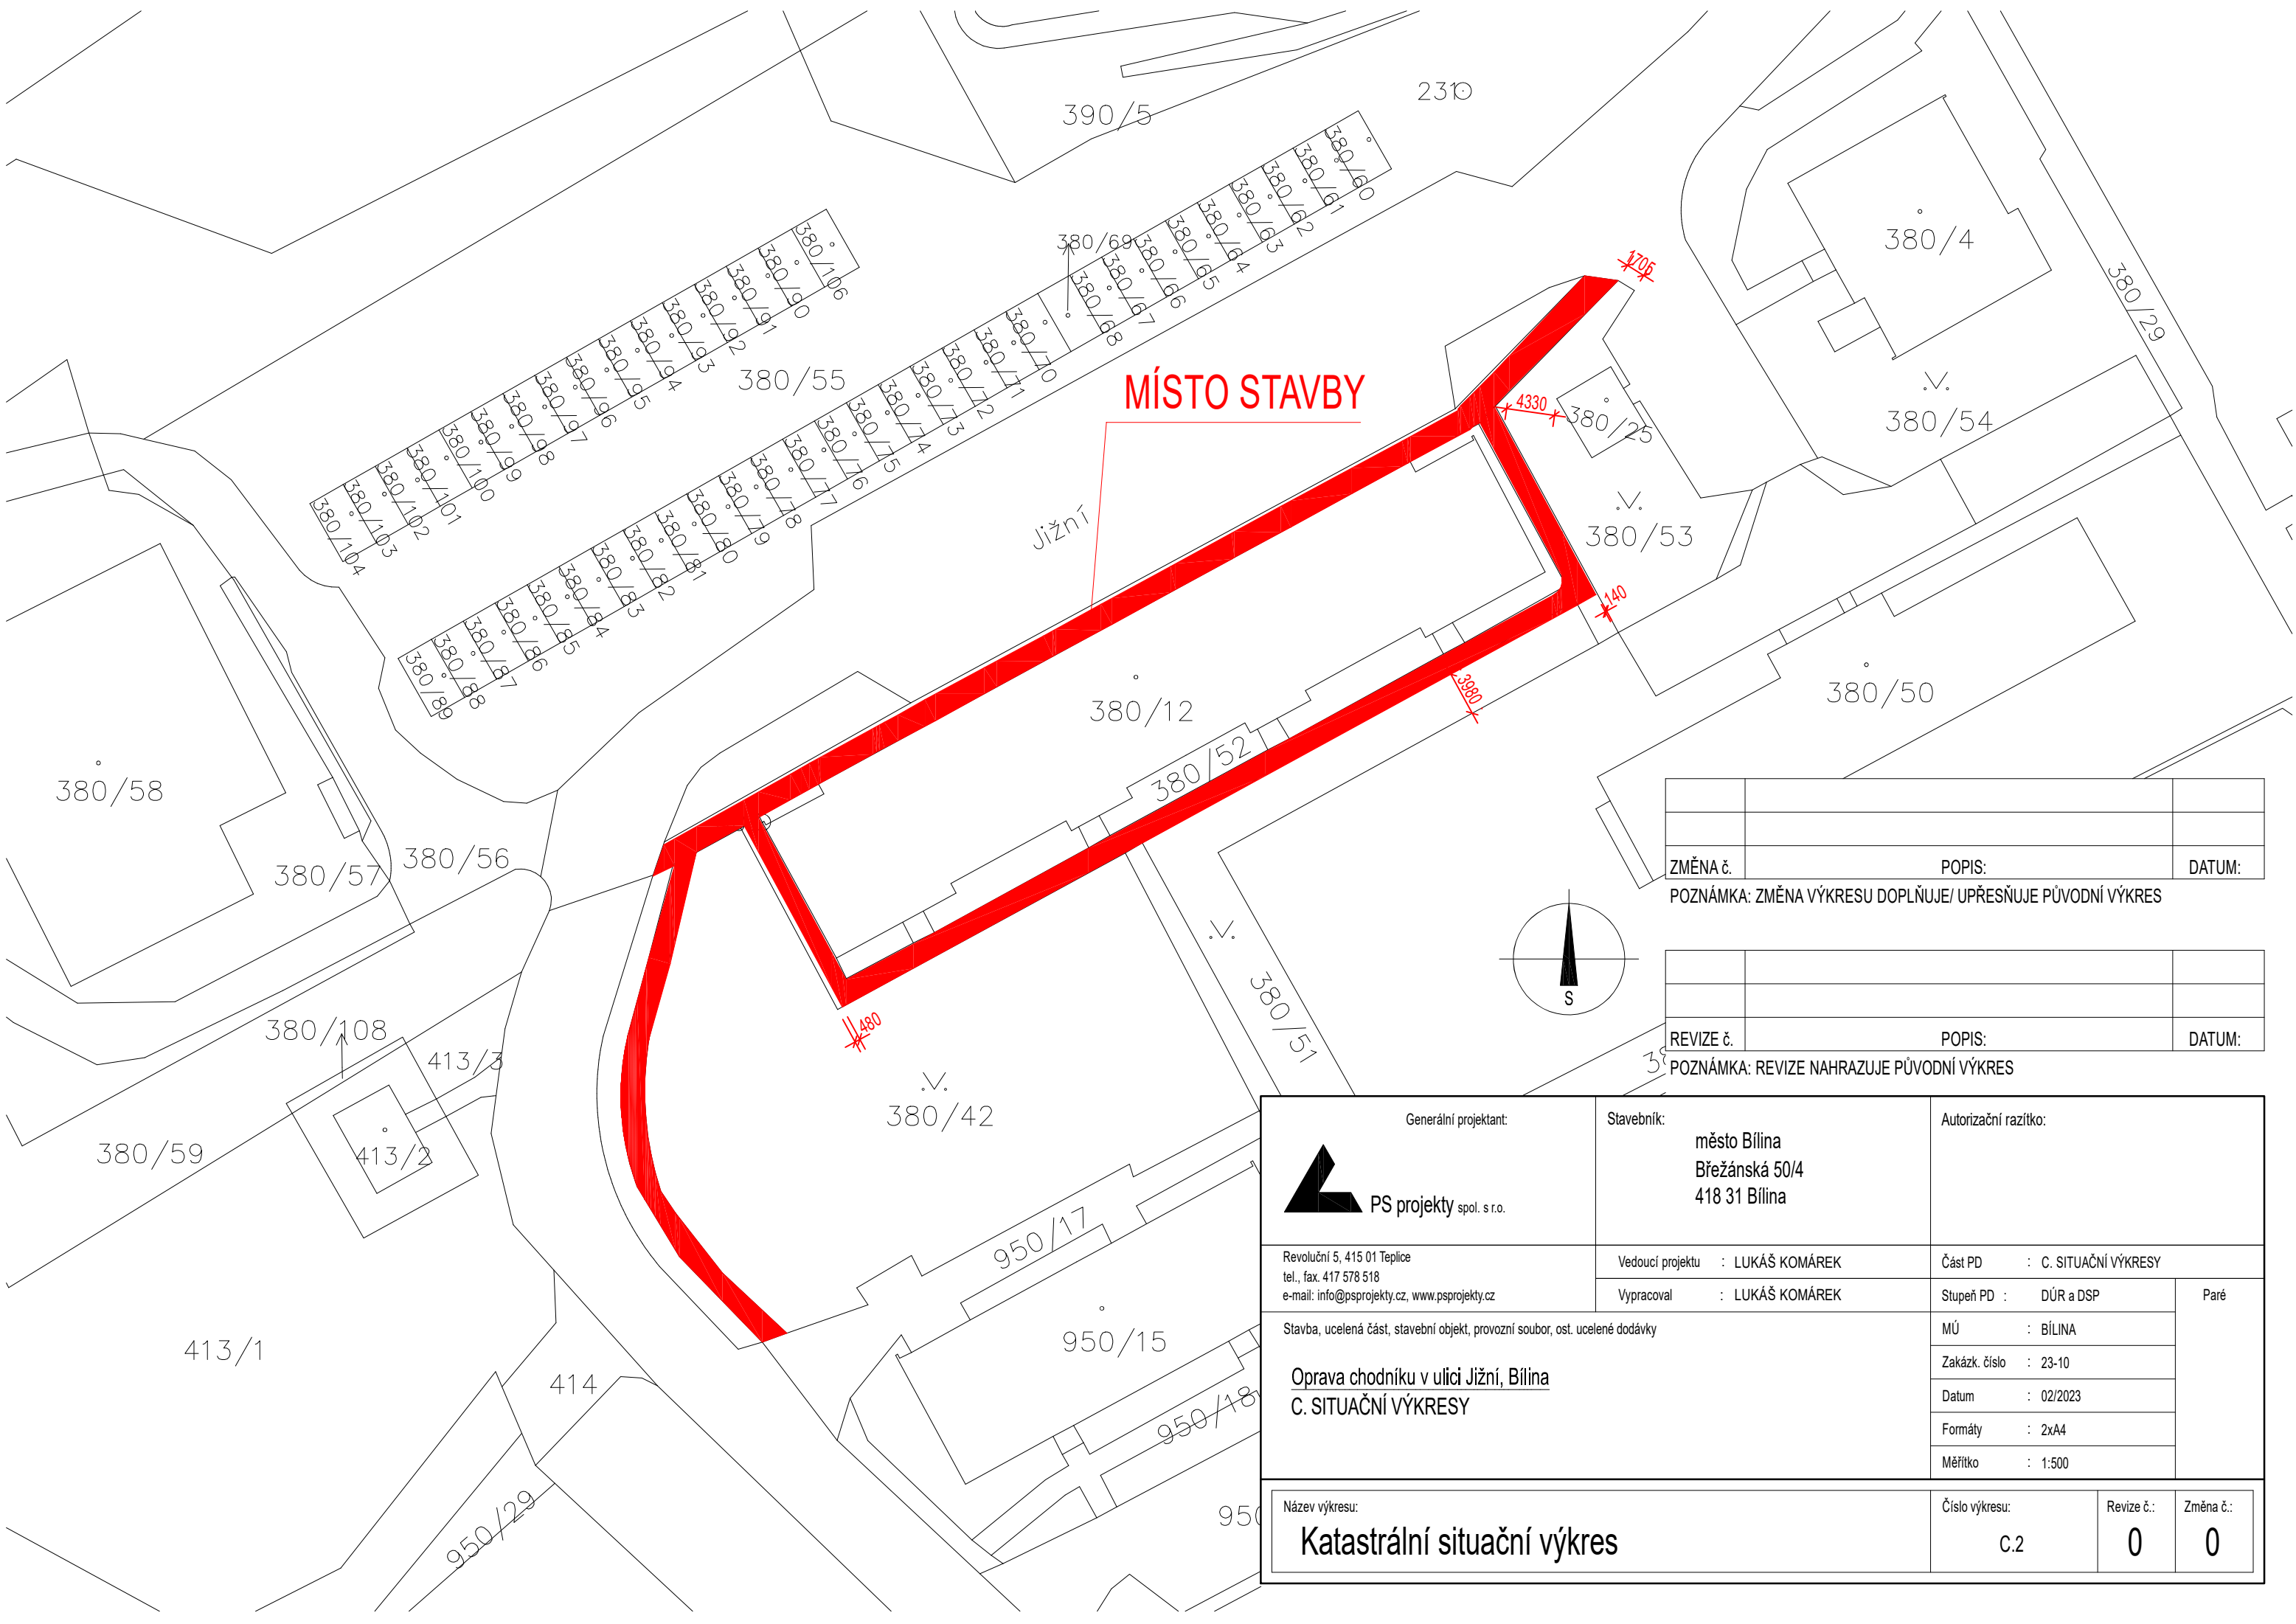 390/5
231
380/60
380/61
380/62
380/63
380/64
380/65
380/66
380/67
380/68
380/69
380/70
380/71
380/72
380/73
380/74
380/75
380/76
380/77
380/78
380/79
380/80
380/81
380/82
380/83
380/84
380/85
380/86
380/87
380/88
380/89
380/106
380/90
380/91
380/92
380/93
380/94
380/95
380/96
380/97
380/98
380/99
380/100
380/101
380/102
380/103
380/104
380/55
380/4
380/29
1705
MÍSTO STAVBY
4330
380/25
380/54
Jižní
380/53
140
380/12
3980
380/50
380/52
380/58
380/57
380/56
480
380/51
380/108
413/3
413/2
380/59
380/42
413/1
414
950/17
950/15
950/18
950/29
S
ZMĚNA č. POPIS: DATUM:
POZNÁMKA: ZMĚNA VÝKRESU DOPLŇUJE/ UPŘESŇUJE PŮVODNÍ VÝKRES
REVIZE č. POPIS: DATUM:
POZNÁMKA: REVIZE NAHRAZUJE PŮVODNÍ VÝKRES
Generální projektant:
PS projekty spol. s r.o.
Stavebník:
město Bílina
Břežánská 50/4
418 31 Bílina
Autorizační razítko:
Revoluční 5, 415 01 Teplice
tel., fax. 417 578 518
e-mail: info@psprojekty.cz, www.psprojekty.cz
Vedoucí projektu : LUKÁŠ KOMÁREK
Vypracoval : LUKÁŠ KOMÁREK
Část PD : C. SITUAČNÍ VÝKRESY
Stupeň PD : DÚR a DSP
Paré
MÚ : BÍLINA
Zakázk. číslo : 23-10
Datum : 02/2023
Formáty : 2xA4
Měřítko : 1:500
Stavba, ucelená část, stavební objekt, provozní soubor, ost. ucelené dodávky
Oprava chodníku v ulici Jižní, Bílina
C. SITUAČNÍ VÝKRESY
Název výkresu:
Katastrální situační výkres
Číslo výkresu:
C.2
Revize č.:
0
Změna č.:
0